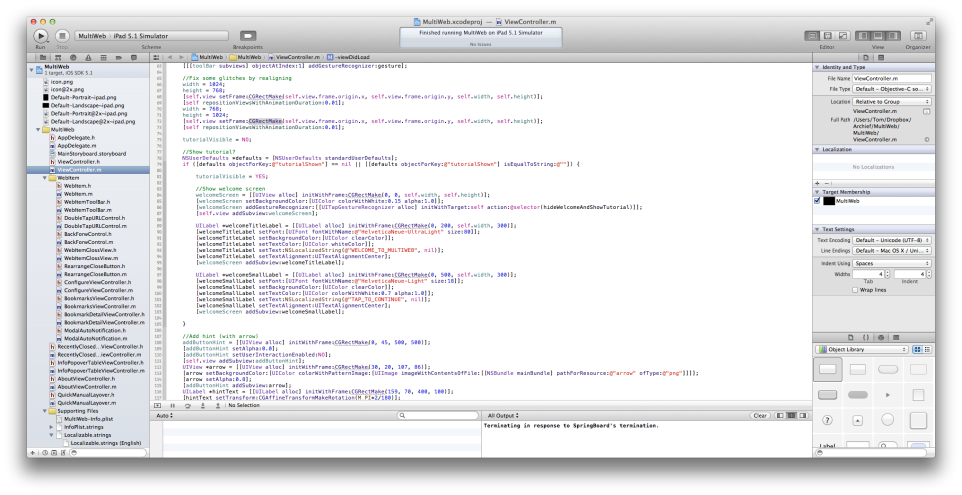 MultiWeb.xcodeproj — ViewController.m
MultiWeb iPad 5.1 Simulator
Finished running MultiWeb on iPad 5.1 Simulator
No Issues
Run Stop Scheme Breakpoints Editor View Organizer
MultiWeb MultiWeb ViewController.m -viewDidLoad
MultiWeb
1 target, iOS SDK 5.1
icon.png
icon@2x.png
Default-Portrait~ipad.png
Default-Landscape~ipad.png
Default-Portrait@2x~ipad.png
Default-Landscape@2x~ipad.png
MultiWeb
AppDelegate.h
AppDelegate.m
MainStoryboard.storyboard
ViewController.h
ViewController.m
WebItem
WebItem.h
WebItem.m
WebItemToolBar.h
WebItemToolBar.m
DoubleTapURLControl.h
DoubleTapURLControl.m
BackForwControl.h
BackForwControl.m
WebItemGlossView.h
WebItemGlossView.m
RearrangeCloseButton.h
RearrangeCloseButton.m
ConfigureViewController.h
ConfigureViewController.m
BookmarksViewController.h
BookmarksViewController.m
BookmarkDetailViewController.h
BookmarkDetailViewController.m
ModalAutoNotification.h
ModalAutoNotification.m
RecentlyClosed...ViewController.h
RecentlyClosed...iewController.m
InfoPopoverTableViewController.h
InfoPopoverTableViewController.m
AboutViewController.h
AboutViewController.m
QuickManualLayover.h
QuickManualLayover.m
Supporting Files
MultiWeb-Info.plist
InfoPlist.strings
Localizable.strings
Localizable.strings (English)
[[[toolBar subviews] objectAtIndex:1] addGestureRecognizer:gesture];
//Fix some glitches by realigning
width = 1024;
height = 768;
[self.view setFrame:CGRectMake(self.view.frame.origin.x, self.view.frame.origin.y, self.width, self.height)];
[self repositionViewsWithAnimationDuration:0.01];
width = 768;
height = 1024;
[self.view setFrame:CGRectMake(self.view.frame.origin.x, self.view.frame.origin.y, self.width, self.height)];
[self repositionViewsWithAnimationDuration:0.01];
tutorialVisible = NO;
//Show tutorial?
NSUserDefaults *defaults = [NSUserDefaults standardUserDefaults];
if ([defaults objectForKey:@"tutorialShown"] == nil || [[defaults objectForKey:@"tutorialShown"] isEqualToString:@""]) {
tutorialVisible = YES;
//Show welcome screen
welcomeScreen = [[UIView alloc] initWithFrame:CGRectMake(0, 0, self.width, self.height)];
[welcomeScreen setBackgroundColor:[UIColor colorWithWhite:0.15 alpha:1.0]];
[welcomeScreen addGestureRecognizer:[[UITapGestureRecognizer alloc] initWithTarget:self action:@selector(hideWelcomeAndShowTutorial)]];
[self.view addSubview:welcomeScreen];
UILabel *welcomeTitleLabel = [[UILabel alloc] initWithFrame:CGRectMake(0, 200, self.width, 300)];
[welcomeTitleLabel setFont:[UIFont fontWithName:@"HelveticaNeue-UltraLight" size:80]];
[welcomeTitleLabel setBackgroundColor:[UIColor clearColor]];
[welcomeTitleLabel setTextColor:[UIColor whiteColor]];
[welcomeTitleLabel setText:NSLocalizedString(@"WELCOME_TO_MULTIWEB", nil)];
[welcomeTitleLabel setTextAlignment:UITextAlignmentCenter];
[welcomeScreen addSubview:welcomeTitleLabel];
UILabel *welcomeSmallLabel = [[UILabel alloc] initWithFrame:CGRectMake(0, 500, self.width, 30)];
[welcomeSmallLabel setFont:[UIFont fontWithName:@"HelveticaNeue-Light" size:18]];
[welcomeSmallLabel setBackgroundColor:[UIColor clearColor]];
[welcomeSmallLabel setTextColor:[UIColor colorWithWhite:0.7 alpha:1.0]];
[welcomeSmallLabel setText:NSLocalizedString(@"TAP_TO_CONTINUE", nil)];
[welcomeSmallLabel setTextAlignment:UITextAlignmentCenter];
[welcomeScreen addSubview:welcomeSmallLabel];
}
//Add hint (with arrow)
addButtonHint = [[UIView alloc] initWithFrame:CGRectMake(0, 45, 500, 500)];
[addButtonHint setAlpha:0.0];
[addButtonHint setUserInteractionEnabled:NO];
[self.view addSubview:addButtonHint];
UIView *arrow = [[UIView alloc] initWithFrame:CGRectMake(30, 20, 107, 86)];
[arrow setBackgroundColor:[UIColor colorWithPatternImage:[UIImage imageWithContentsOfFile:[[NSBundle mainBundle] pathForResource:@"arrow" ofType:@"png"]]]];
[arrow setAlpha:0.8];
[addButtonHint addSubview:arrow];
UILabel *hintText = [[UILabel alloc] initWithFrame:CGRectMake(159, 70, 400, 100)];
[hintText setTransform:CGAffineTransformMakeRotation(M_PI*2/180)];
No Selection
Auto
All Output
Clear
Terminating in response to SpringBoard's termination.
Identity and Type
File Name ViewController.m
File Type Default - Objective-C so...
Location Relative to Group
ViewController.m
Full Path /Users/Tom/Dropbox/
Archief/MultiWeb/
MultiWeb/
ViewController.m
Localization
No Localizations
Target Membership
MultiWeb
Text Settings
Text Encoding Default - Unicode (UTF-8)
Line Endings Default - Mac OS X / Uni...
Indent Using Spaces
Widths 4 4
Tab Indent
Wrap lines
Object Library
Label